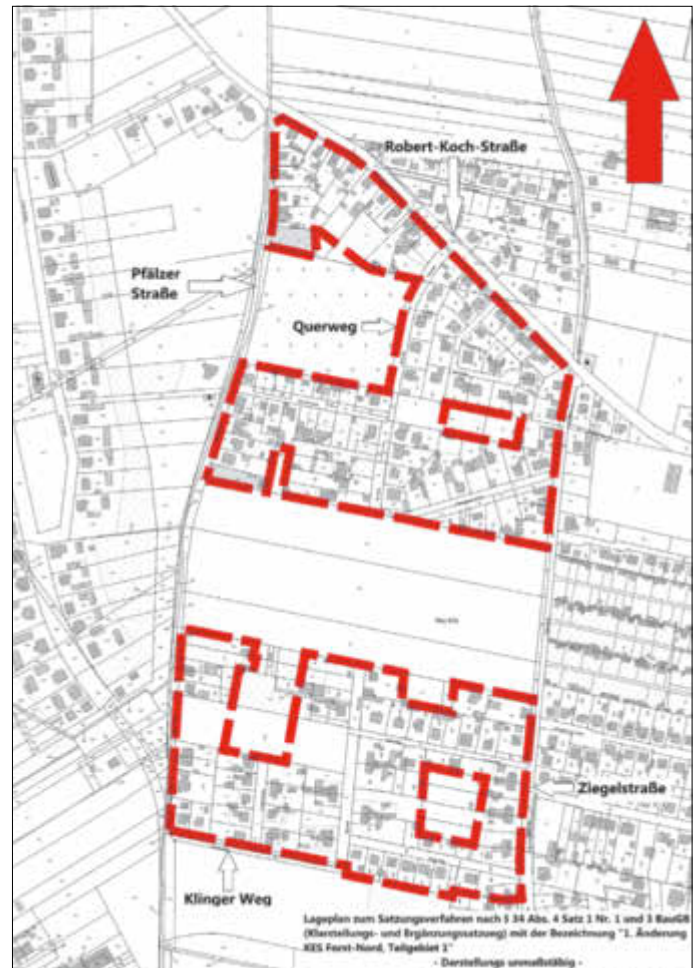 Robert-Koch-Straße
Pfälzer
Straße
Querweg
Ziegelstraße
Klinger Weg
Lageplan zum Satzungsverfahren nach § 34 Abs. 4 Satz 1 Nr. 1 und 3 BauGB
(Klarstellungs- und Ergänzungssatzung) mit der Bezeichnung "1. Änderung
KES Forst-Nord, Teilgebiet 1"
- Darstellung unmaßstäbig -